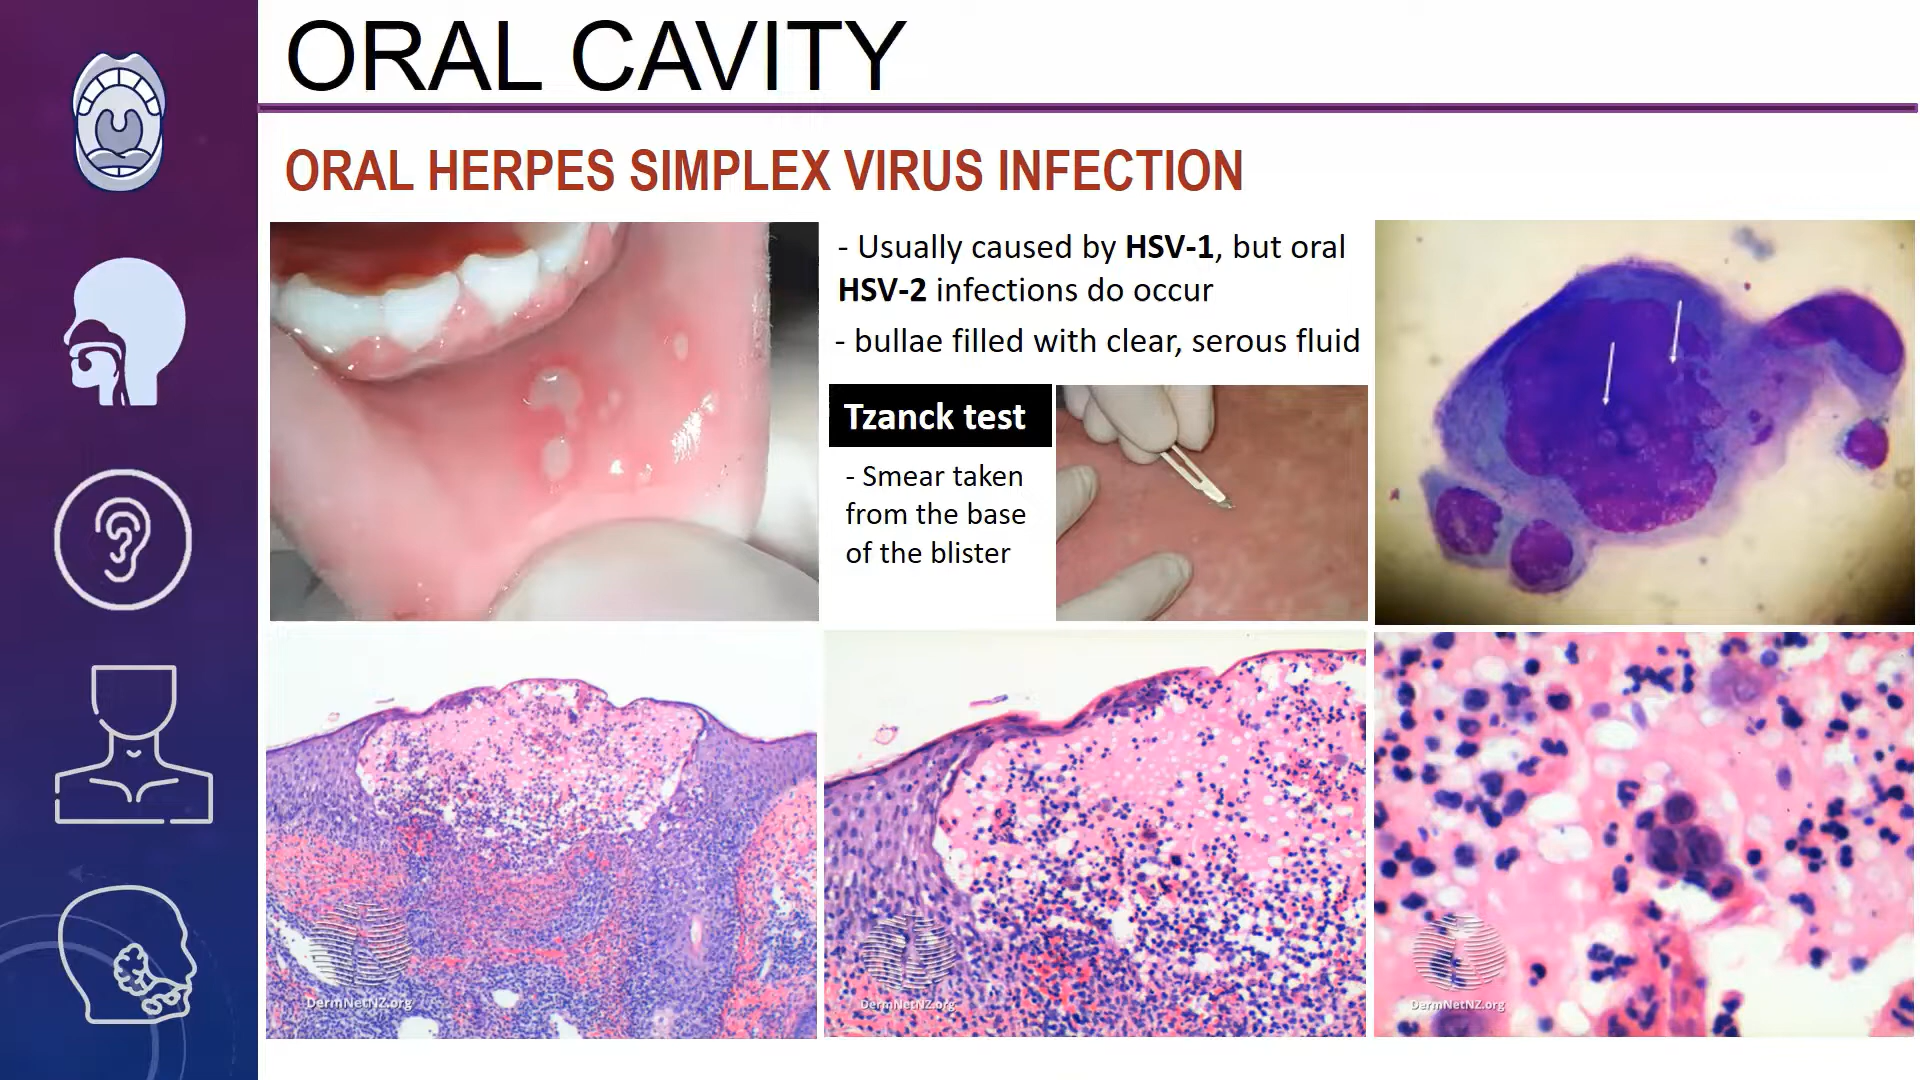 ORAL CAVITY
ORAL HERPES SIMPLEX VIRUS INFECTION
- Usually caused by HSV-1, but oral
HSV-2 infections do occur
- bullae filled with clear, serous fluid
Tzanck test
- Smear taken
from the base
of the blister
DermNetNZ.org
DermNetNZ.org
DermNetNZ.org